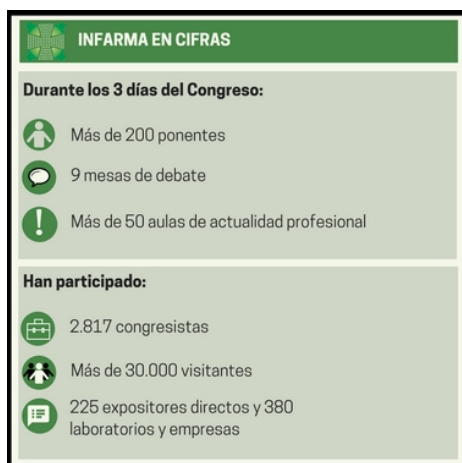 INFARMA EN CIFRAS
Durante los 3 días del Congreso:
Más de 200 ponentes
9 mesas de debate
Más de 50 aulas de actualidad profesional
Han participado:
2.817 congresistas
Más de 30.000 visitantes
225 expositores directos y 380
laboratorios y empresas